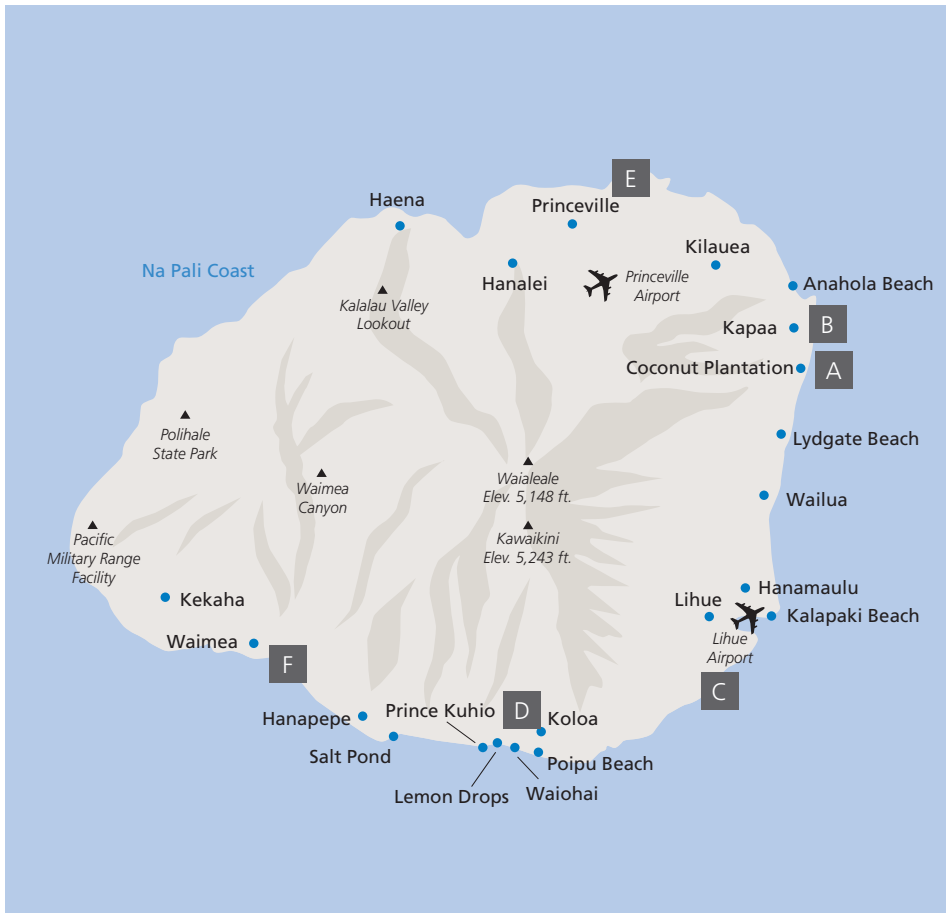 E
Haena
Princeville
Kilauea
Na Pali Coast
Hanalei
Princeville
Airport
Anahola Beach
Kalalau Valley
Lookout
Kapaa
B
Coconut Plantation
A
Polihale
State Park
Lydgate Beach
Waimea
Canyon
Waialeale
Elev. 5,148 ft.
Wailua
Pacific
Military Range
Facility
Kawaikini
Elev. 5,243 ft.
Kekaha
Hanamaulu
Lihue
Kalapaki Beach
Waimea
Lihue
Airport
F
C
Hanapepe
Prince Kuhio
D
Koloa
Salt Pond
Poipu Beach
Lemon Drops
Waiohai